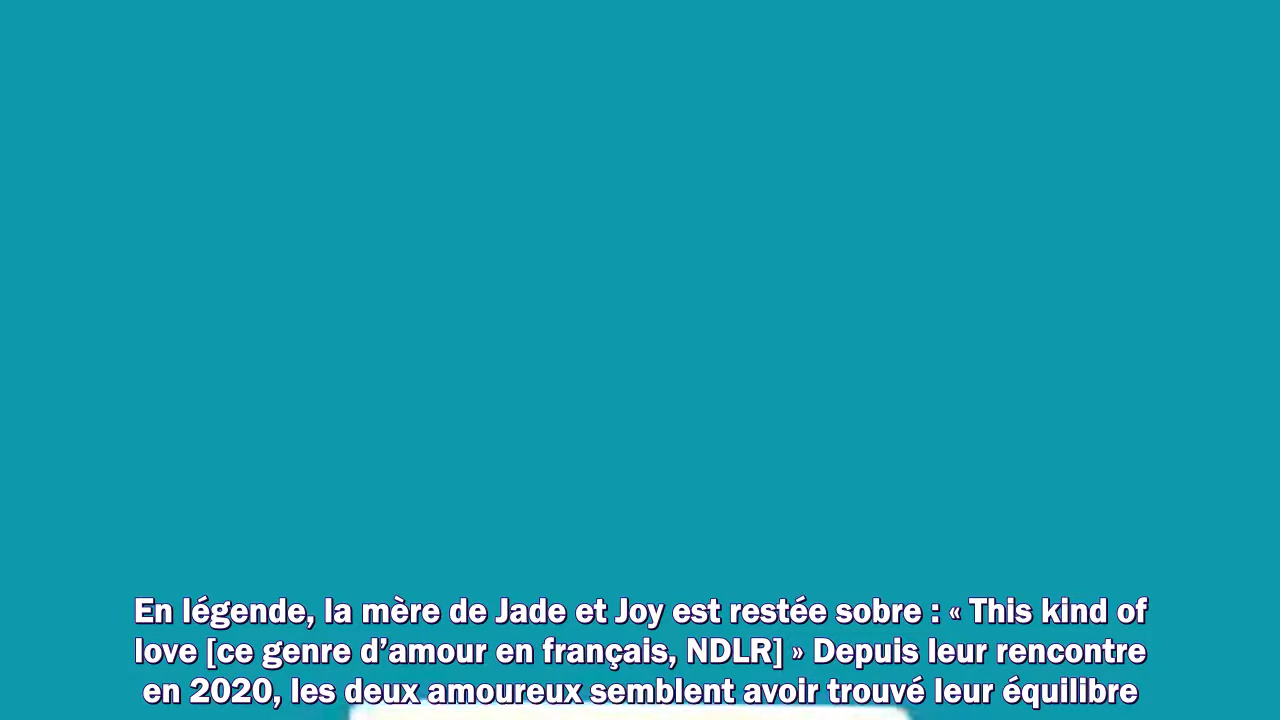 En légende, la mère de Jade et Joy est restée sobre : « This kind of
love [ce genre d’amour en français, NDLR] » Depuis leur rencontre
en 2020, les deux amoureux semblent avoir trouvé leur équilibre